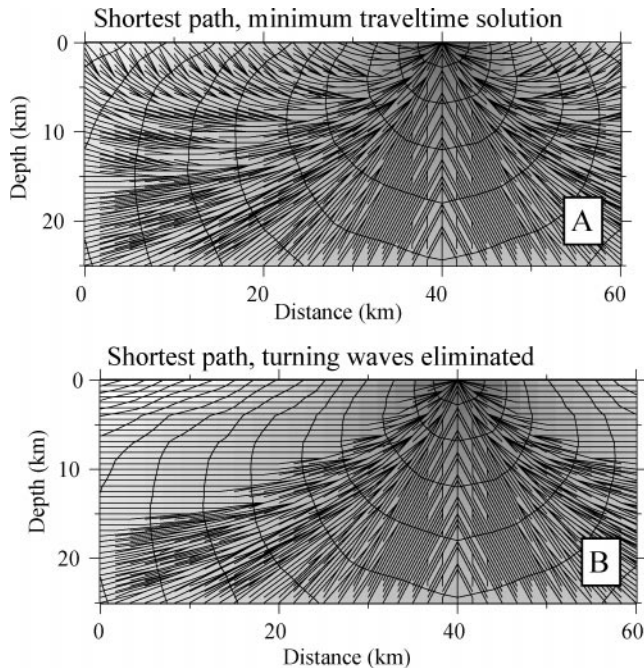 Shortest path, minimum traveltime solution
0
10
20
Depth (km)
A
0 20 40 60
Distance (km)
Shortest path, turning waves eliminated
0
10
20
Depth (km)
B
0 20 40 60
Distance (km)